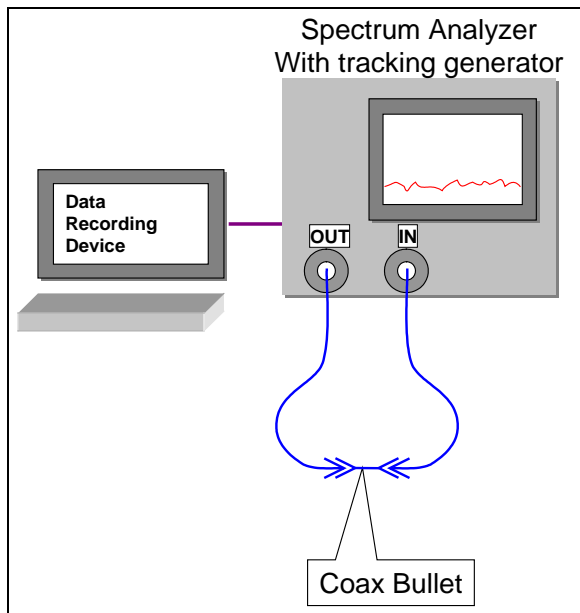 Spectrum Analyzer
With tracking generator
Data
Recording
Device
OUT
IN
Coax Bullet